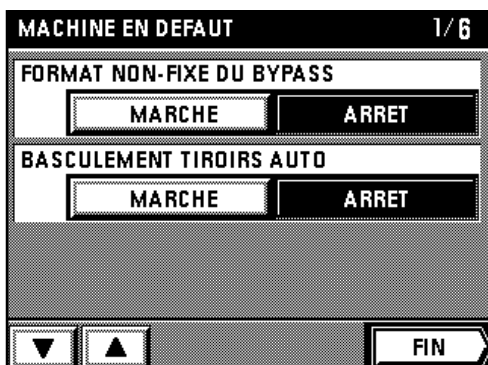 MACHINE EN DEFAUT 1/6
FORMAT NON-FIXE DU BYPASS
MARCHE ARRET
BASCULEMENT TIROIRS AUTO
MARCHE ARRET
FIN